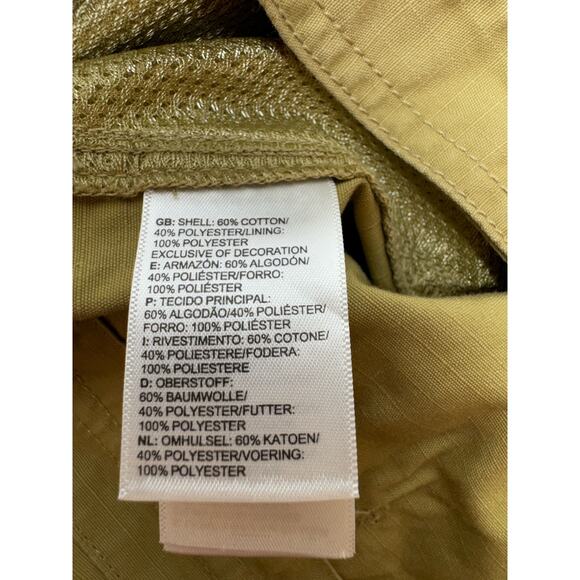 GB: SHELL: 60% COTTON/
40% POLYESTER/LINING:
100% POLYESTER
EXCLUSIVE OF DECORATION
E: ARMAZÓN: 60% ALGODÓN/
40% POLIÉSTER/FORRO:
100% POLIÉSTER
P: TECIDO PRINCIPAL:
60% ALGODÃO/40% POLIÉSTER/
FORRO: 100% POLIÉSTER
I: RIVESTIMENTO: 60% COTONE/
40% POLIESTERE/FODERA:
100% POLIESTERE
D: OBERSTOFF:
60% BAUMWOLLE/
40% POLYESTER/FUTTER:
100% POLYESTER
NL: OMHULSEL: 60% KATOEN/
40% POLYESTER/VOERING:
100% POLYESTER